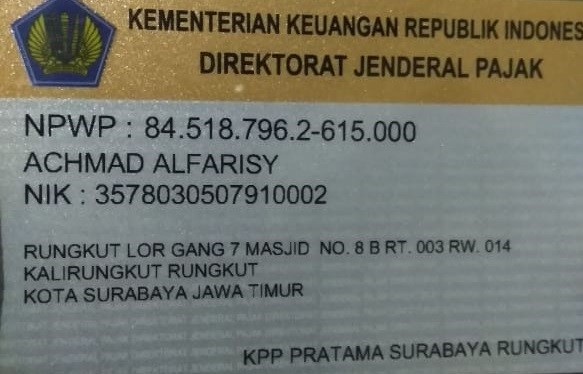 KEMENTERIAN KEUANGAN REPUBLIK INDONES
DIREKTORAT JENDERAL PAJAK
NPWP : 84.518.796.2-615.000
ACHMAD ALFARISY
NIK : 3578030507910002
RUNGKUT LOR GANG 7 MASJID NO. 8 B RT. 003 RW. 014
KALIRUNGKUT RUNGKUT
KOTA SURABAYA JAWA TIMUR
KPP PRATAMA SURABAYA RUNGKUT